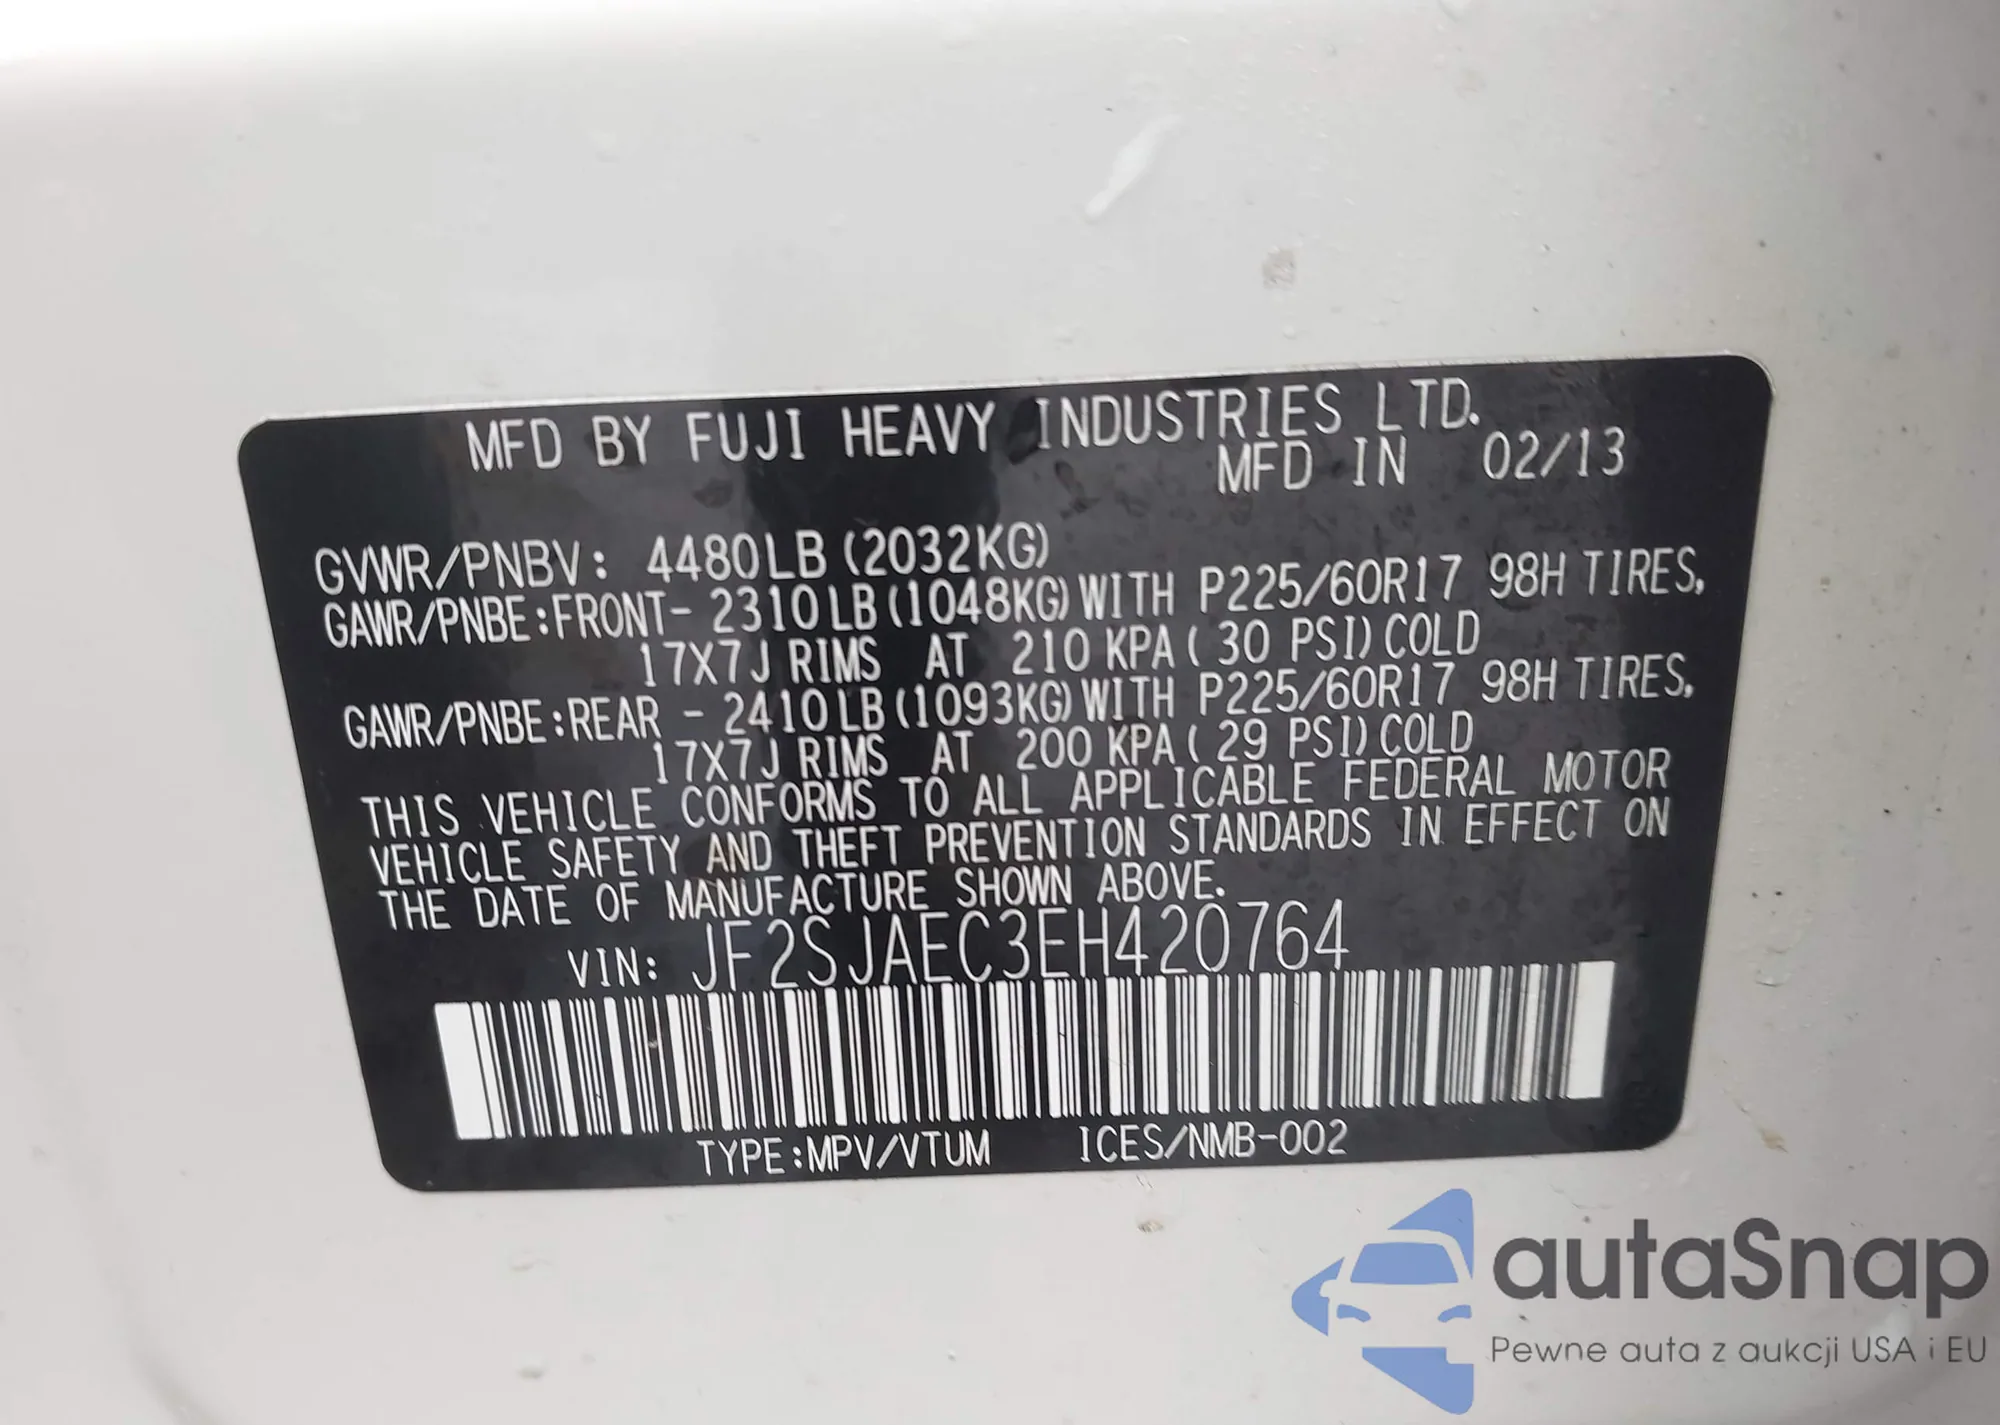 MFD BY FUJI HEAVY INDUSTRIES LTD.
MFD IN 02/13
GVWR/PNBV: 4480LB (2032KG)
GAWR/PNBE:FRONT- 2310LB (1048KG) WITH P225/60R17 98H TIRES,
17X7J RIMS AT 210 KPA( 30 PSI) COLD
GAWR/PNBE:REAR - 2410LB (1093KG) WITH P225/60R17 98H TIRES,
17X7J RIMS AT 200 KPA( 29 PSI) COLD
THIS VEHICLE CONFORMS TO ALL APPLICABLE FEDERAL MOTOR
VEHICLE SAFETY AND THEFT PREVENTION STANDARDS IN EFFECT ON
THE DATE OF MANUFACTURE SHOWN ABOVE.
VIN: JF2SJAEC3EH420764
TYPE:MPV/VTUM ICES/NMB-002
autaSnap
Pewne auta z aukcji USA i EU